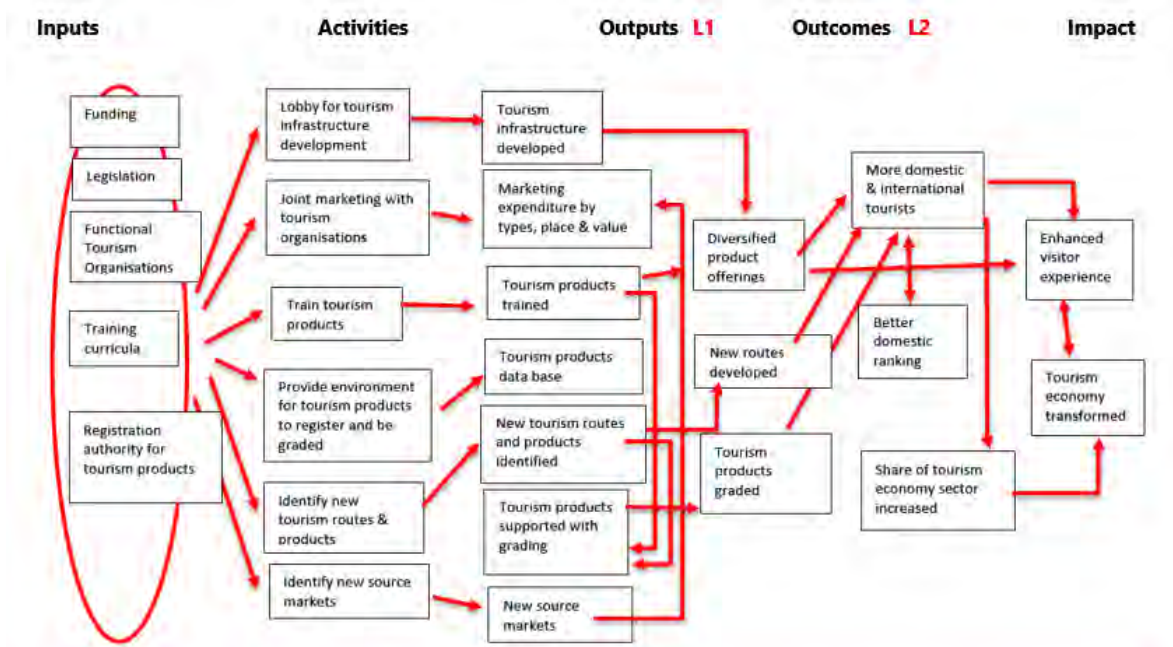 Inputs
Activities
Outputs L1
Outcomes L2
Impact
Funding
Legislation
Functional
Tourism
Organisations
Training
curricula
Registration
authority for
tourism products
Lobby for tourism
infrastructure
development
Joint marketing with
tourism
organisations
Train tourism
products
Provide environment
for tourism products
to register and be
graded
Identify new
tourism routes &
products
Identify new source
markets
Tourism
infrastructure
developed
Marketing
expenditure by
types, place & value
Tourism products
trained
Tourism products
data base
New tourism routes
and products
identified
Tourism products
supported with
grading
New source
markets
Diversified
product
offerings
New routes
developed
Tourism
products
graded
More domestic
& international
tourists
Better
domestic
ranking
Share of tourism
economy sector
increased
Enhanced
visitor
experience
Tourism
economy
transformed